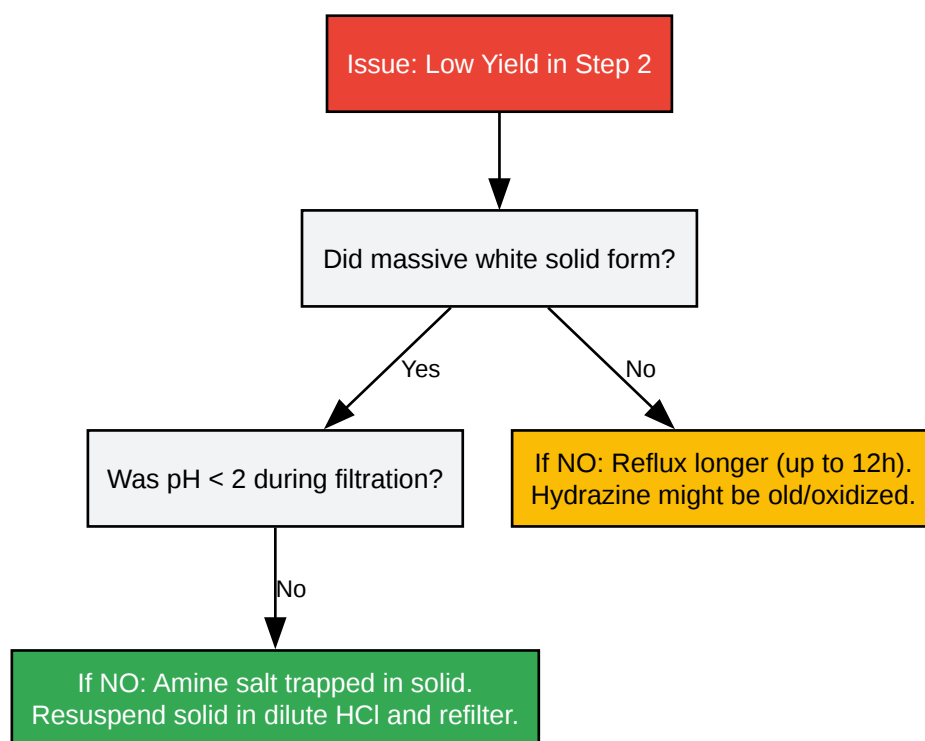 Issue: Low Yield in Step 2
Did massive white solid form?
Yes
No
Was pH < 2 during filtration?
If NO: Reflux longer (up to 12h).
Hydrazine might be old/oxidized.
No
If NO: Amine salt trapped in solid.
Resuspend solid in dilute HCl and refilter.